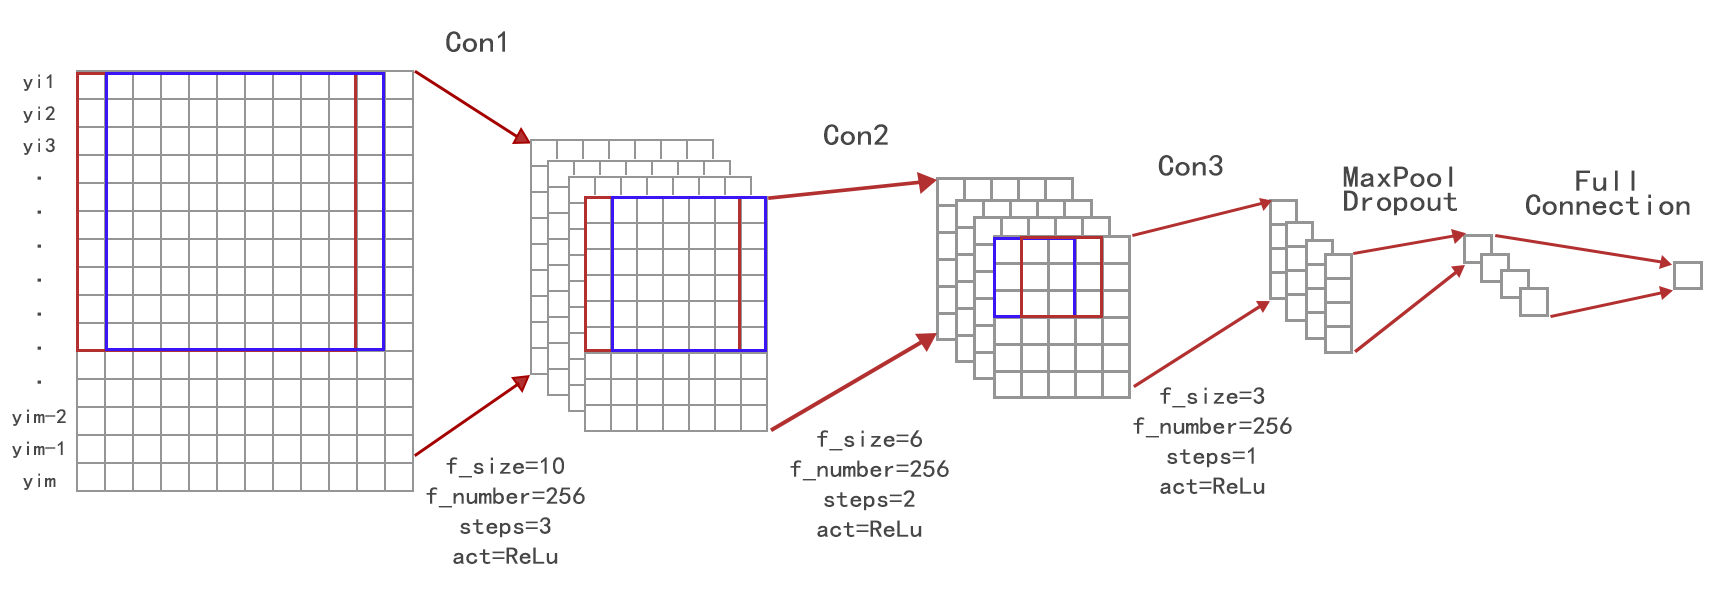 Con1
yi1
yi2
yi3
.
.
.
.
.
.
.
yim-2
yim-1
yim
f_size=10
f_number=256
steps=3
act=ReLu
Con2
f_size=6
f_number=256
steps=2
act=ReLu
Con3
f_size=3
f_number=256
steps=1
act=ReLu
MaxPool
Dropout
Full
Connection